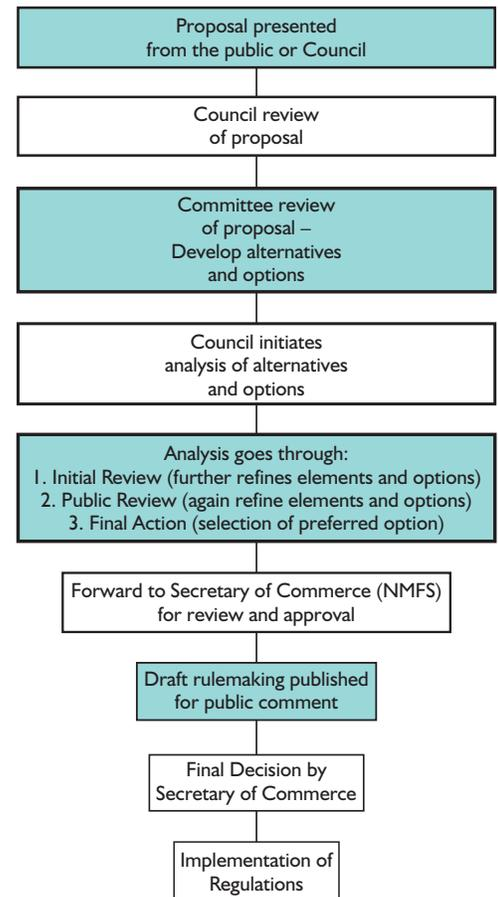 Proposal presented
from the public or Council
Council review
of proposal
Committee review
of proposal –
Develop alternatives
and options
Council initiates
analysis of alternatives
and options
Analysis goes through:
1. Initial Review (further refines elements and options)
2. Public Review (again refine elements and options)
3. Final Action (selection of preferred option)
Forward to Secretary of Commerce (NMFS)
for review and approval
Draft rulemaking published
for public comment
Final Decision by
Secretary of Commerce
Implementation of
Regulations